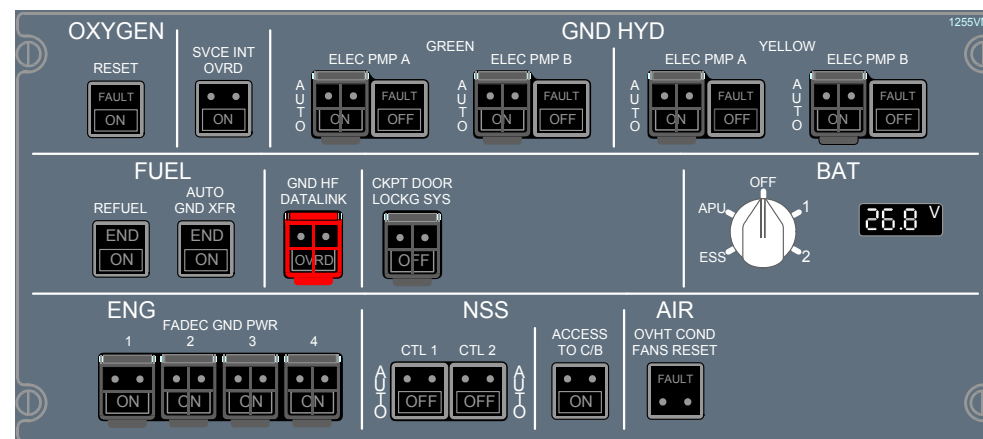 OXYGEN
RESET
FAULT
ON
SVCE INT
OVRD
ON
GND HYD
1255VM
GREEN
ELEC PMP A
AUTO
ON
FAULT
OFF
ELEC PMP B
AUTO
ON
FAULT
OFF
YELLOW
ELEC PMP A
AUTO
ON
FAULT
OFF
ELEC PMP B
AUTO
ON
FAULT
OFF
FUEL
REFUEL
END
ON
AUTO
GND XFR
END
ON
GND HF
DATALINK
OVRD
CKPT DOOR
LOCKG SYS
OFF
BAT
OFF
APU
1
ESS
2
26.8 V
ENG
FADEC GND PWR
1 2 3 4
ON ON ON ON
NSS
CTL 1 CTL 2
AUTO
OFF
OFF
AUTO
ACCESS
TO C/B
ON
AIR
OVHT COND
FANS RESET
FAULT